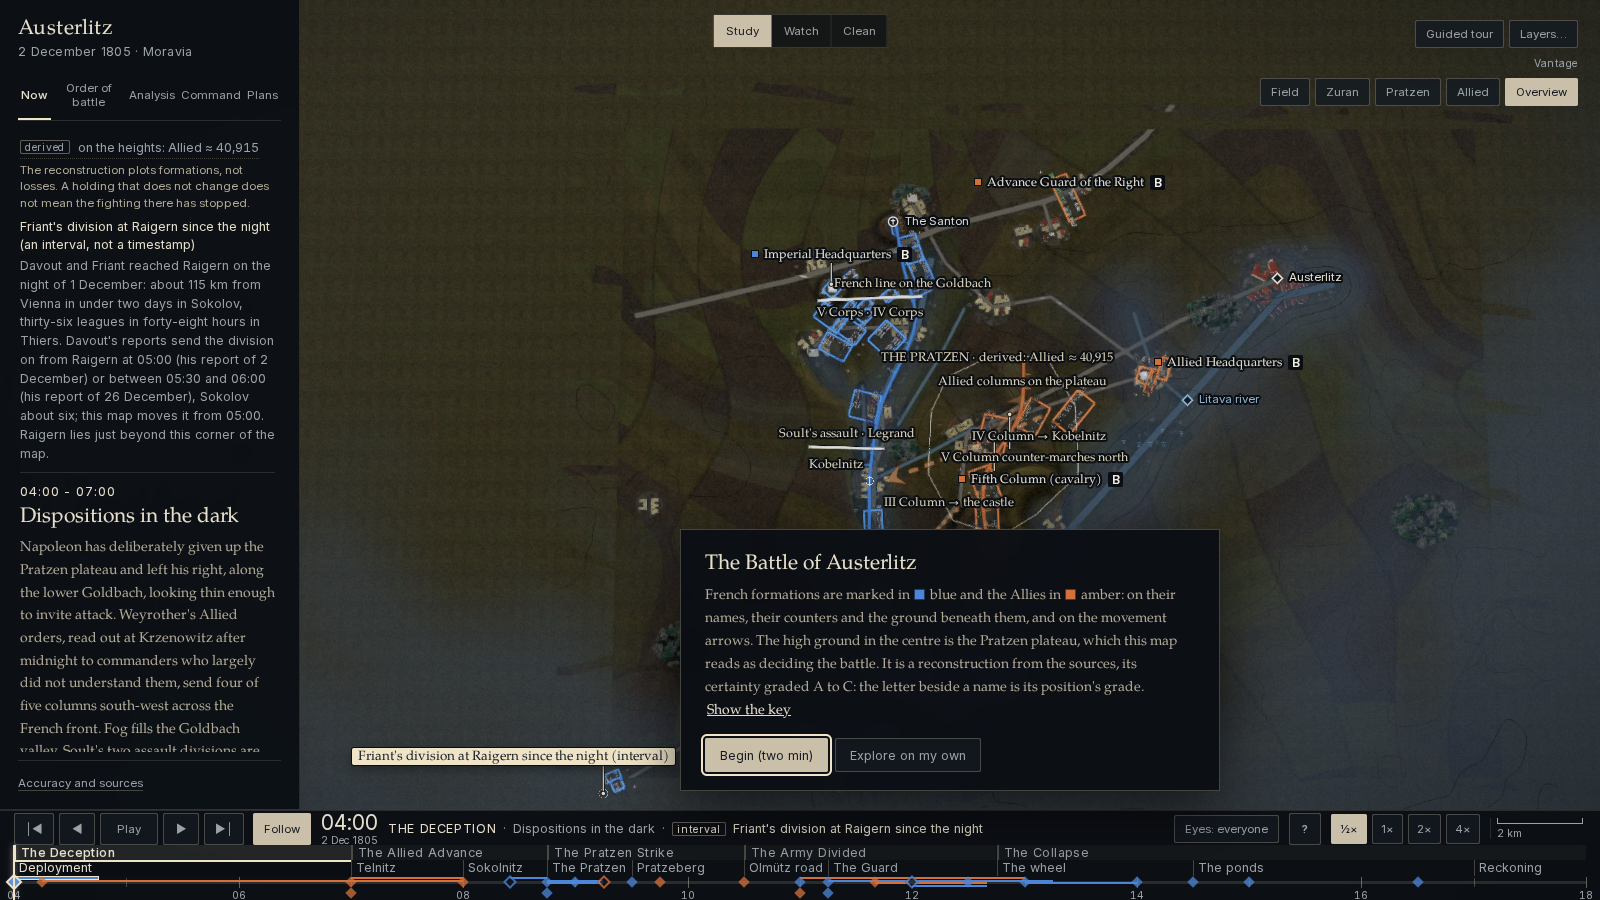 Austerlitz
2 December 1805 · Moravia
Now
Order of
battle
Analysis
Command
Plans
derived on the heights: Allied ≈ 40,915
The reconstruction plots formations, not
losses. A holding that does not change does
not mean the fighting there has stopped.
Friant's division at Raigern since the night
(an interval, not a timestamp)
Davout and Friant reached Raigern on the
night of 1 December: about 115 km from
Vienna in under two days in Sokolov,
thirty-six leagues in forty-eight hours in
Thiers. Davout's reports send the division
on from Raigern at 05:00 (his report of 2
December) or between 05:30 and 06:00
(his report of 26 December), Sokolov
about six; this map moves it from 05:00.
Raigern lies just beyond this corner of the
map.
04:00 - 07:00
Dispositions in the dark
Napoleon has deliberately given up the
Pratzen plateau and left his right, along
the lower Goldbach, looking thin enough
to invite attack. Weyrother's Allied
orders, read out at Krzenowitz after
midnight to commanders who largely
did not understand them, send four of
five columns south-west across the
French front. Fog fills the Goldbach
valley. Soult's two assault divisions are
Accuracy and sources
Study
Watch
Clean
Guided tour
Layers...
Vantage
Field
Zuran
Pratzen
Allied
Overview
Advance Guard of the Right B
The Santon
Imperial Headquarters B
French line on the Goldbach
V Corps · IV Corps
Austerlitz
THE PRATZEN · derived: Allied ≈ 40,915
Allied Headquarters B
Allied columns on the plateau
Litava river
Soult's assault · Legrand
IV Column → Kobelnitz
Kobelnitz
V Column counter-marches north
Fifth Column (cavalry) B
III Column → the castle
The Battle of Austerlitz
French formations are marked in blue and the Allies in amber: on their
names, their counters and the ground beneath them, and on the movement
arrows. The high ground in the centre is the Pratzen plateau, which this map
reads as deciding the battle. It is a reconstruction from the sources, its
certainty graded A to C: the letter beside a name is its position's grade.
Show the key
Begin (two min)
Explore on my own
Friant's division at Raigern since the night (interval)
Play
Follow
04:00
2 Dec 1805
THE DECEPTION · Dispositions in the dark · interval Friant's division at Raigern since the night
Eyes: everyone
?
½×
1×
2×
4×
2 km
The Deception
The Allied Advance
The Pratzen Strike
The Army Divided
The Collapse
Deployment
Telnitz
Sokolnitz
The Pratzen
Pratzeberg
Olmütz road
The Guard
The wheel
The ponds
Reckoning
04
06
08
10
12
14
16
18